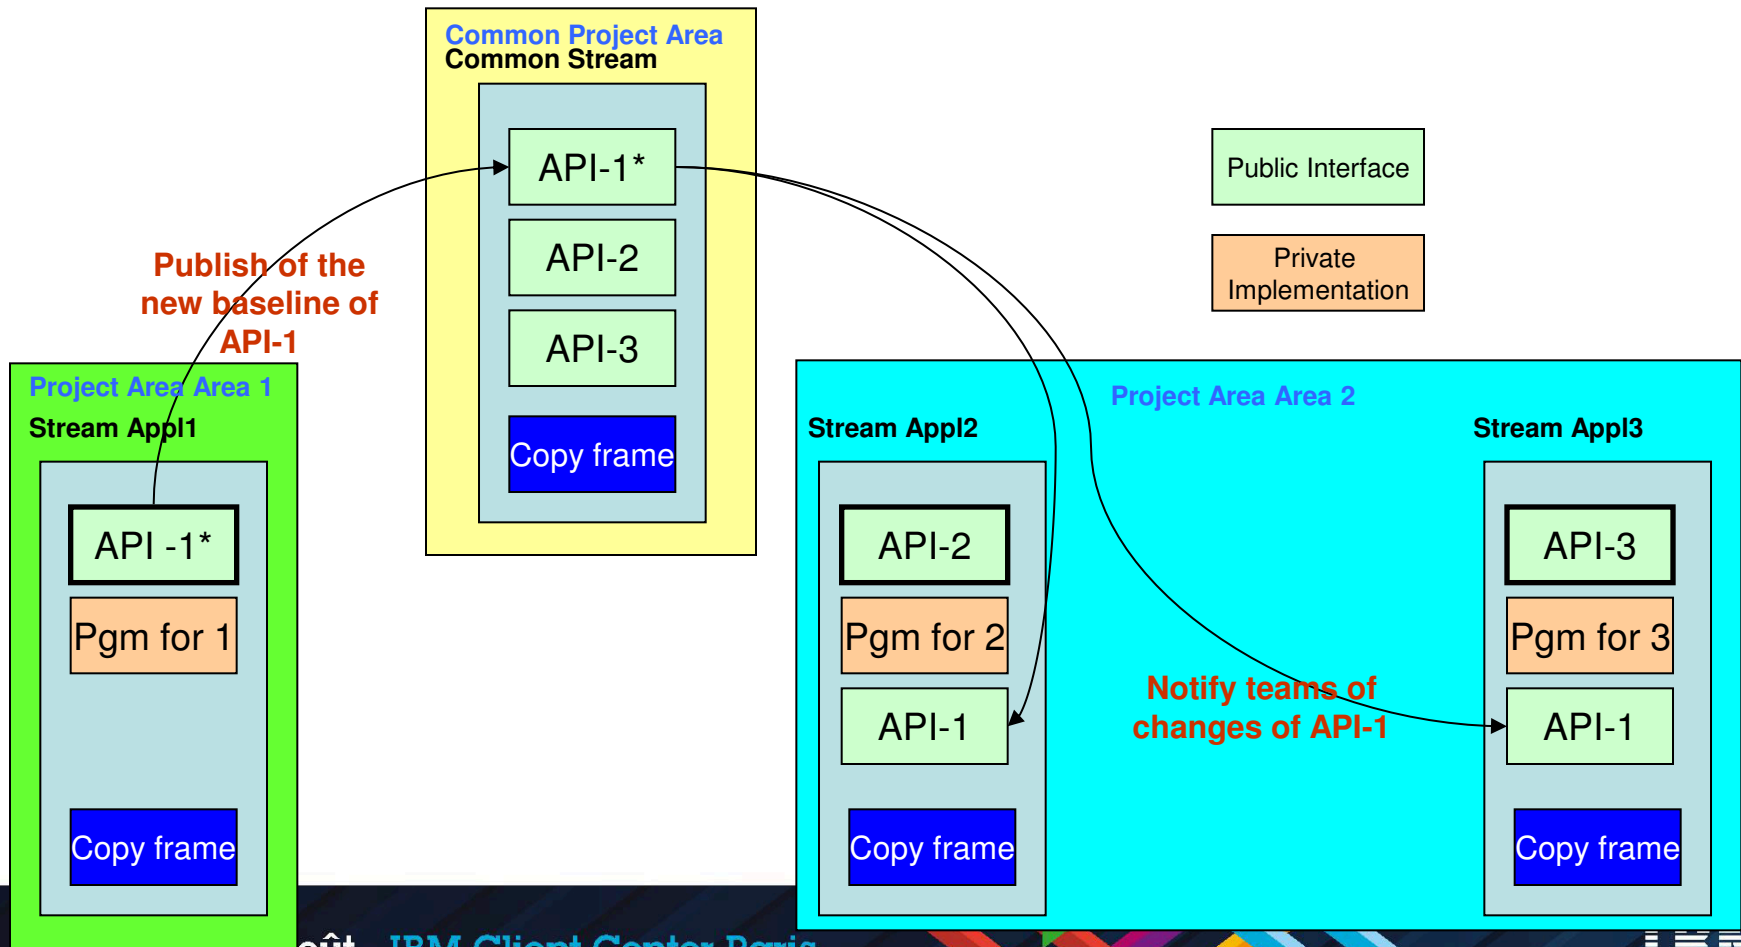 Common Project Area
Common Stream
API-1*
API-2
API-3
Copy frame
Public Interface
Private
Implementation
Publish of the
new baseline of
API-1
Project Area Area 1
Stream Appl1
API -1*
Pgm for 1
Copy frame
Project Area Area 2
Stream Appl2
API-2
Pgm for 2
API-1
Copy frame
Notify teams of
changes of API-1
Stream Appl3
API-3
Pgm for 3
API-1
Copy frame
IBM Client Center Paris